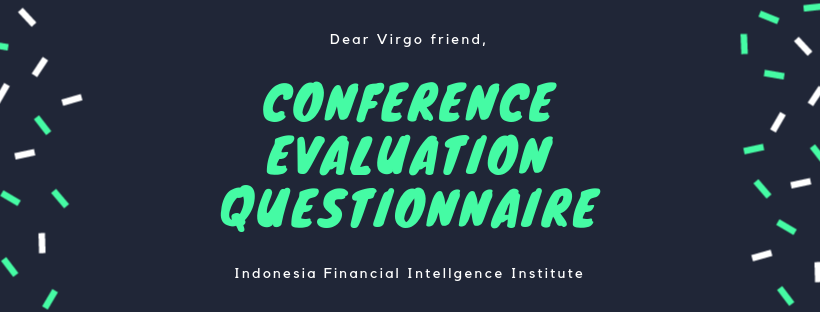 Dear Virgo friend,
CONFERENCE
EVALUATION
QUESTIONNAIRE
Indonesia Financial Intellgence Institute